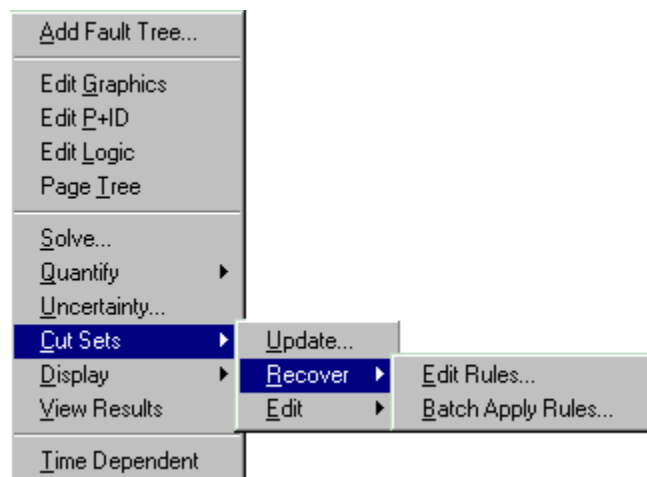 Add Fault Tree...
Edit Graphics
Edit P+ID
Edit Logic
Page Tree
Solve...
Quantify
Uncertainty...
Cut Sets
Display
View Results
Time Dependent
Update...
Recover
Edit
Edit Rules...
Batch Apply Rules...